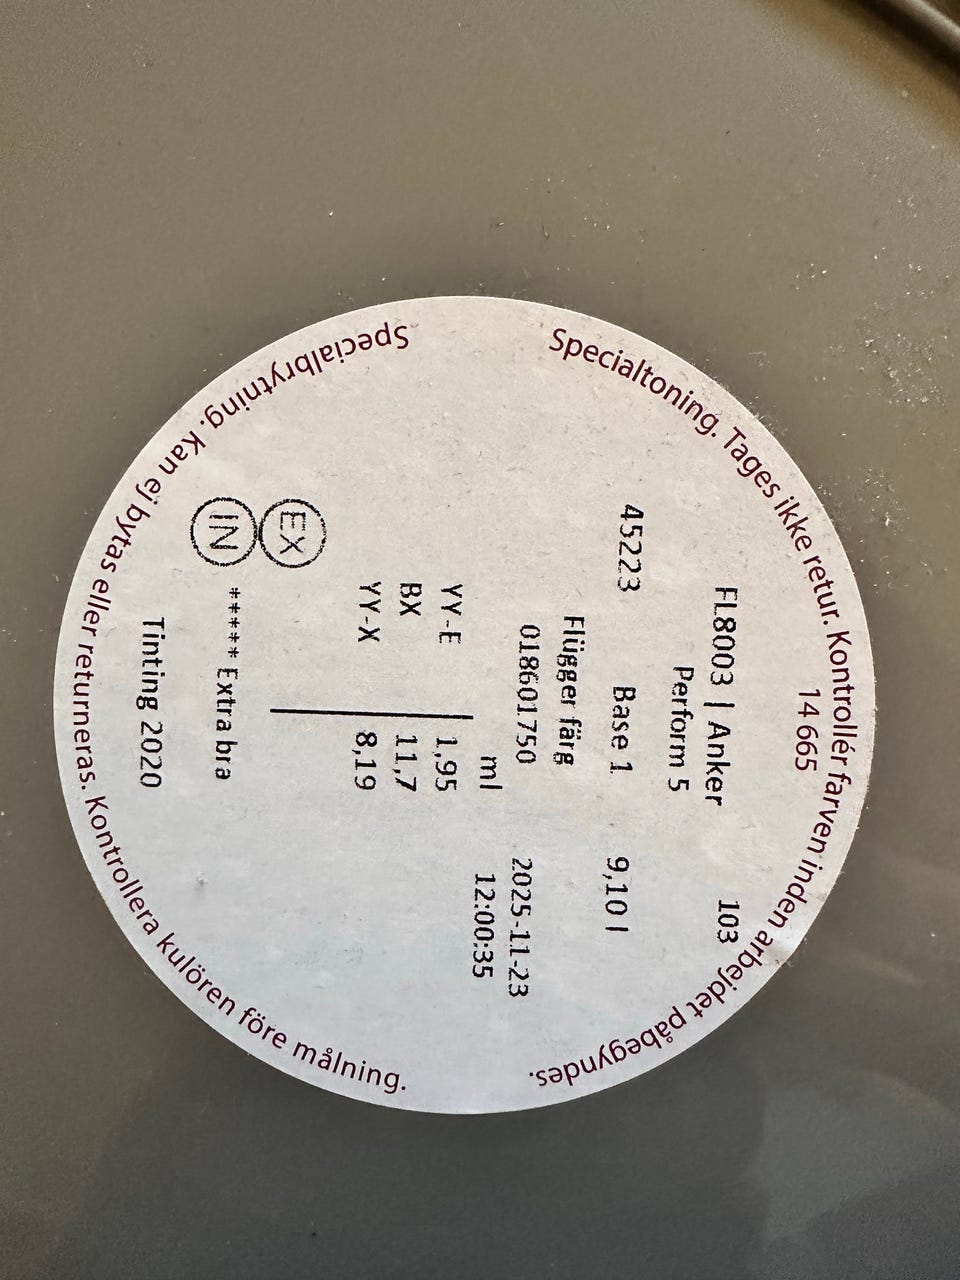 Specialtoning. Tages ikke retur. Kontrollér farven inden arbejdet påbegyndes.
14 665
FL8003 | Anker 103
Perform 5
45223 Base 1 9,10 l
Flügger färg
018601750 2025-11-23
ml 12:00:35
YY-E 1,95
BX 11,7
YY-X 8,19
EX
IN ***** Extra bra
Tinting 2020
Specialbrytning. Kan ej bytas eller returneras. Kontrollera kulören före målning.